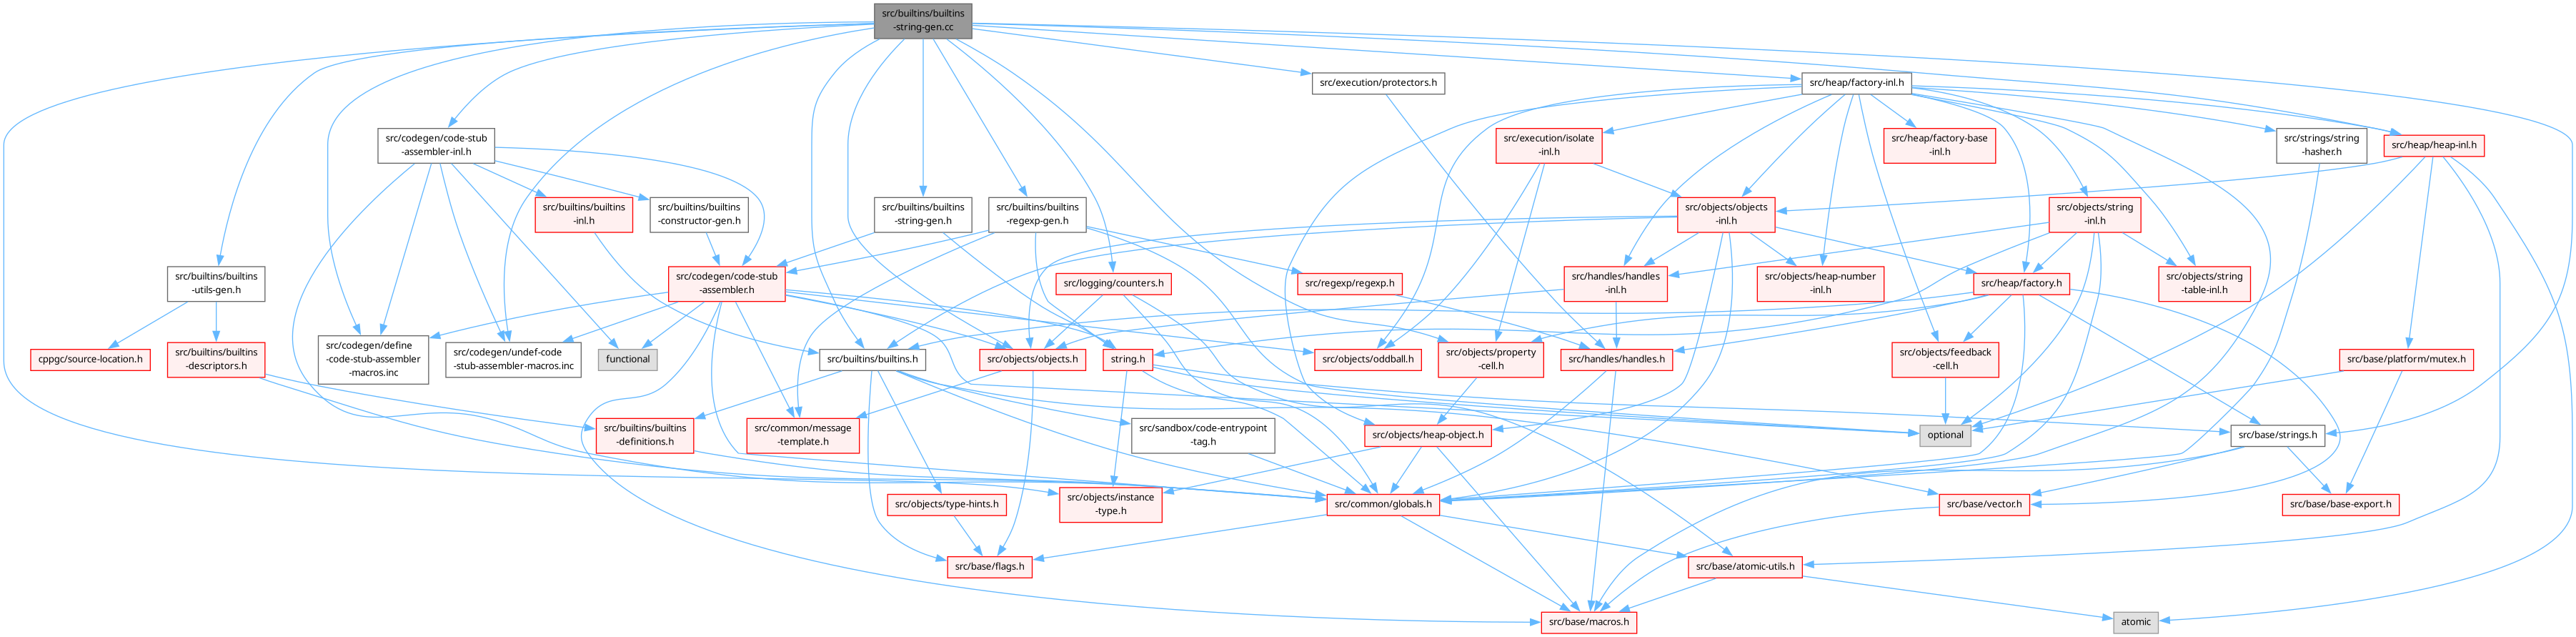 src/builtins/builtins
-string-gen.cc
src/execution/protectors.h
src/heap/factory-inl.h
src/codegen/code-stub
-assembler-inl.h
src/execution/isolate
-inl.h
src/heap/factory-base
-inl.h
src/strings/string
-hasher.h
src/heap/heap-inl.h
src/builtins/builtins
-inl.h
src/builtins/builtins
-constructor-gen.h
src/builtins/builtins
-string-gen.h
src/builtins/builtins
-regexp-gen.h
src/objects/objects
-inl.h
src/objects/string
-inl.h
src/builtins/builtins
-utils-gen.h
src/codegen/code-stub
-assembler.h
src/logging/counters.h
src/regexp/regexp.h
src/handles/handles
-inl.h
src/objects/heap-number
-inl.h
src/heap/factory.h
src/objects/string
-table-inl.h
cppgc/source-location.h
src/builtins/builtins
-descriptors.h
src/codegen/define
-code-stub-assembler
-macros.inc
src/codegen/undef-code
-stub-assembler-macros.inc
functional
src/builtins/builtins.h
src/objects/objects.h
string.h
src/objects/oddball.h
src/objects/property
-cell.h
src/handles/handles.h
src/objects/feedback
-cell.h
src/base/platform/mutex.h
src/builtins/builtins
-definitions.h
src/common/message
-template.h
src/sandbox/code-entrypoint
-tag.h
src/objects/heap-object.h
optional
src/base/strings.h
src/objects/type-hints.h
src/objects/instance
-type.h
src/common/globals.h
src/base/vector.h
src/base/base-export.h
src/base/flags.h
src/base/atomic-utils.h
src/base/macros.h
atomic